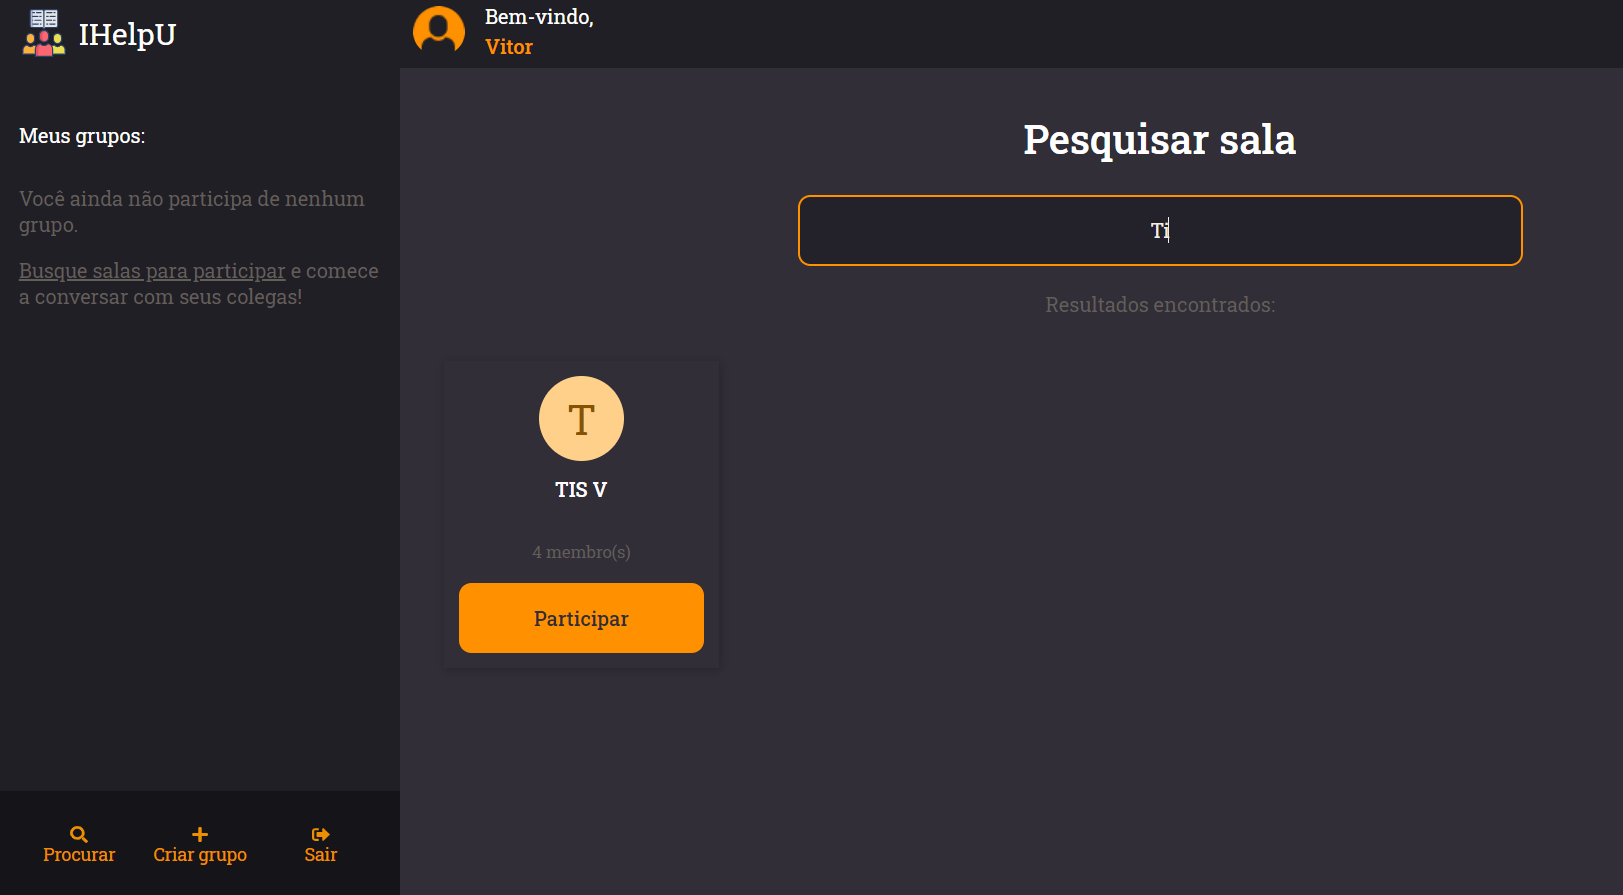 IHelpU
Bem-vindo,
Vitor
Meus grupos:
Você ainda não participa de nenhum
grupo.
Busque salas para participar e comece
a conversar com seus colegas!
Procurar
Criar grupo
Sair
Pesquisar sala
Ti
Resultados encontrados:
T
TIS V
4 membro(s)
Participar